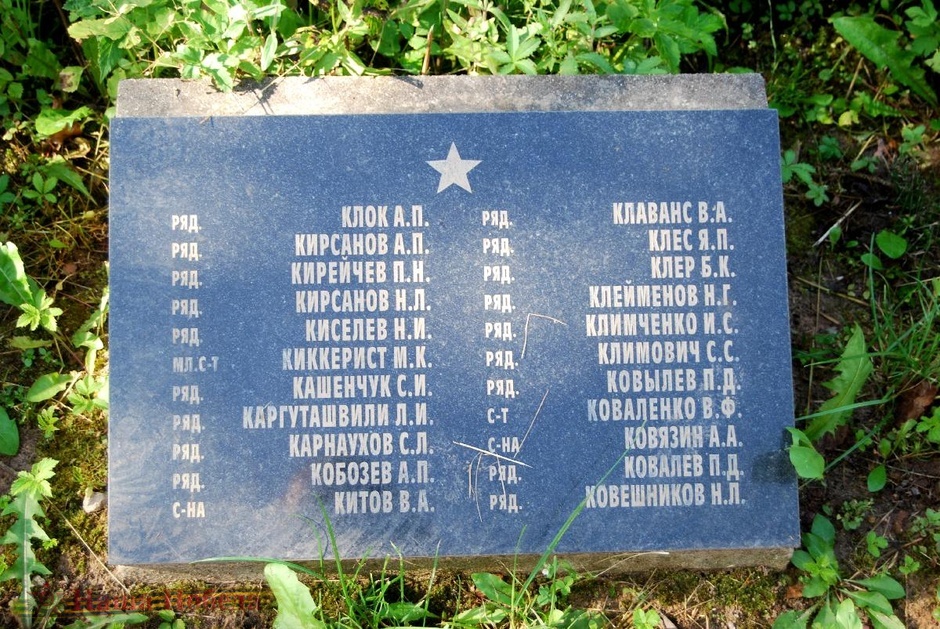 РЯД. КЛОК А.П.
РЯД. КИРСАНОВ А.П.
РЯД. КИРЕЙЧЕВ П.Н.
РЯД. КИРСАНОВ Н.Л.
РЯД. КИСЕЛЕВ Н.И.
МЛ.С-Т КИККЕРИСТ М.К.
РЯД. КАШЕНЧУК С.И.
РЯД. КАРГУТАШВИЛИ Л.И.
РЯД. КАРНАУХОВ С.Л.
РЯД. КОБОЗЕВ А.П.
С-НА КИТОВ В.А.
РЯД. КЛАВАНС В.А.
РЯД. КЛЕС Я.П.
РЯД. КЛЕР Б.К.
РЯД. КЛЕЙМЕНОВ Н.Г.
РЯД. КЛИМЧЕНКО И.С.
РЯД. КЛИМОВИЧ С.С.
РЯД. КОВЫЛЕВ П.Д.
С-Т КОВАЛЕНКО В.Ф.
С-НА КОВЯЗИН А.А.
РЯД. КОВАЛЕВ П.Д.
РЯД. КОВЕШНИКОВ Н.Л.